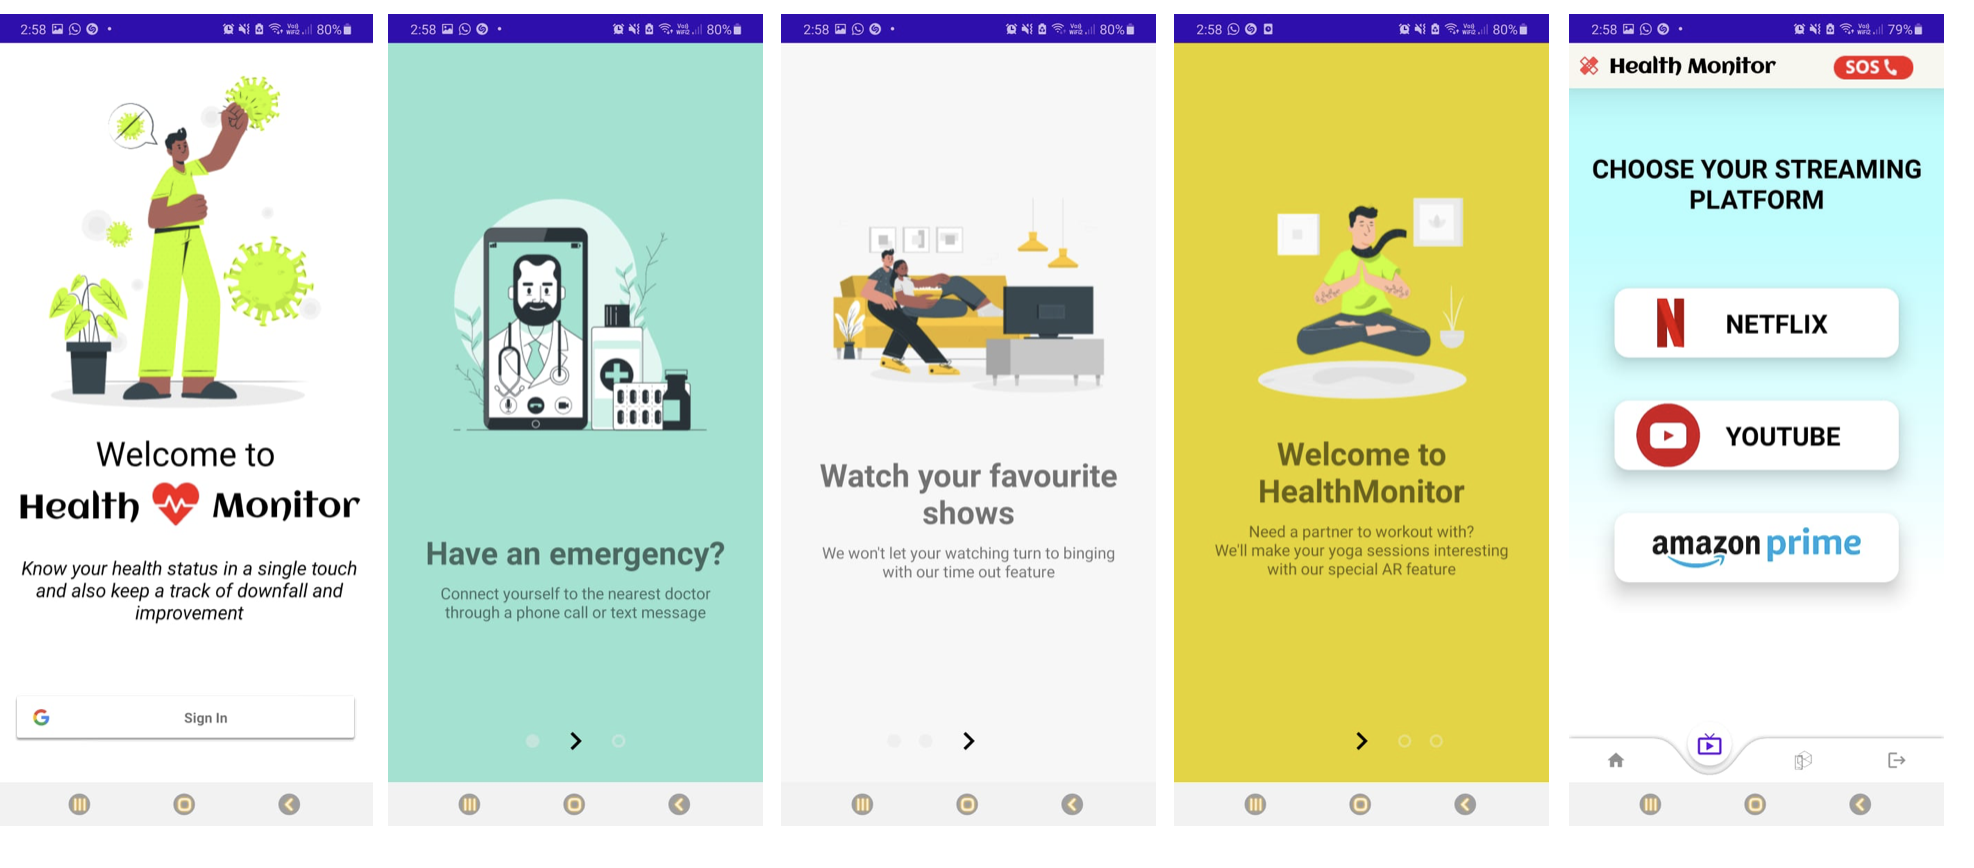 2:58
80%
Welcome to
Health Monitor
Know your health status in a single touch
and also keep a track of downfall and
improvement
Sign In
2:58
80%
Have an emergency?
Connect yourself to the nearest doctor
through a phone call or text message
2:58
80%
Watch your favourite
shows
We won't let your watching turn to binging
with our time out feature
2:58
80%
Welcome to
HealthMonitor
Need a partner to workout with?
We'll make your yoga sessions interesting
with our special AR feature
2:58
79%
Health Monitor
SOS
CHOOSE YOUR STREAMING
PLATFORM
N NETFLIX
YOUTUBE
amazon prime